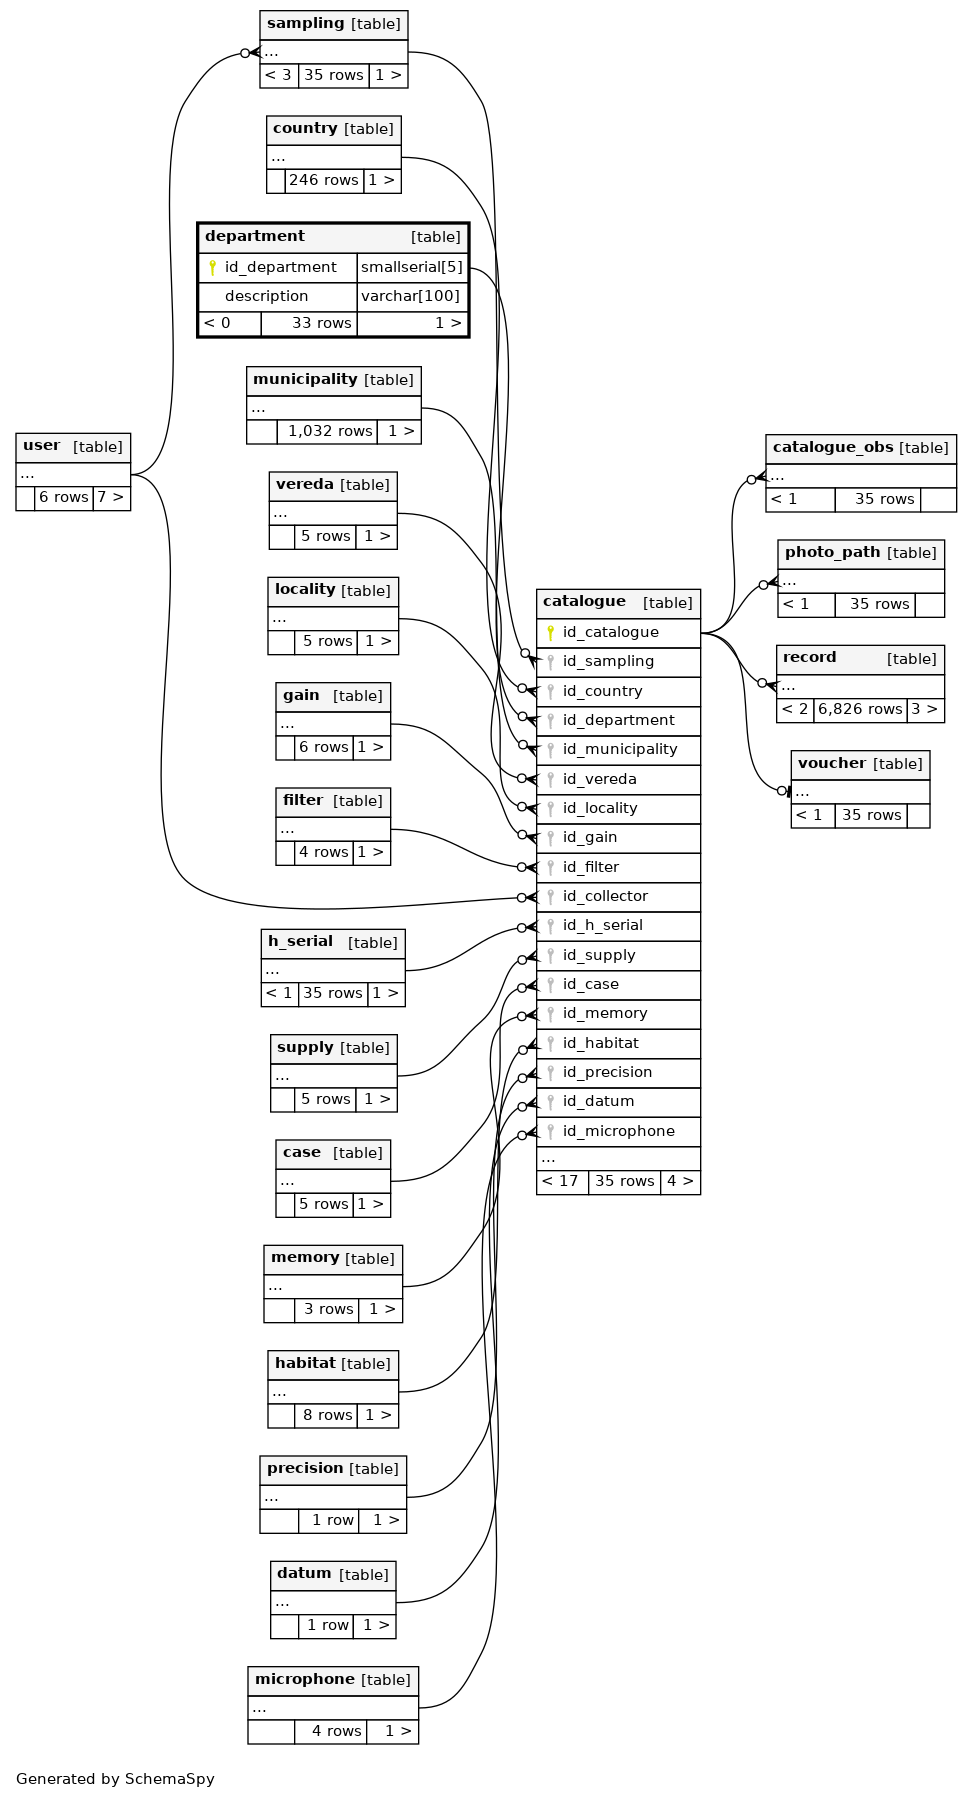 sampling [table]
...
< 3 35 rows 1 >
country [table]
...
246 rows 1 >
department [table]
id_department smallserial[5]
description varchar[100]
< 0 33 rows 1 >
municipality [table]
...
1,032 rows 1 >
user [table]
...
6 rows 7 >
vereda [table]
...
5 rows 1 >
locality [table]
...
5 rows 1 >
gain [table]
...
6 rows 1 >
filter [table]
...
4 rows 1 >
h_serial [table]
...
< 1 35 rows 1 >
supply [table]
...
5 rows 1 >
case [table]
...
5 rows 1 >
memory [table]
...
3 rows 1 >
habitat [table]
...
8 rows 1 >
precision [table]
...
1 row 1 >
datum [table]
...
1 row 1 >
microphone [table]
...
4 rows 1 >
catalogue [table]
id_catalogue
id_sampling
id_country
id_department
id_municipality
id_vereda
id_locality
id_gain
id_filter
id_collector
id_h_serial
id_supply
id_case
id_memory
id_habitat
id_precision
id_datum
id_microphone
...
< 17 35 rows 4 >
catalogue_obs [table]
...
< 1 35 rows
photo_path [table]
...
< 1 35 rows
record [table]
...
< 2 6,826 rows 3 >
voucher [table]
...
< 1 35 rows
Generated by SchemaSpy